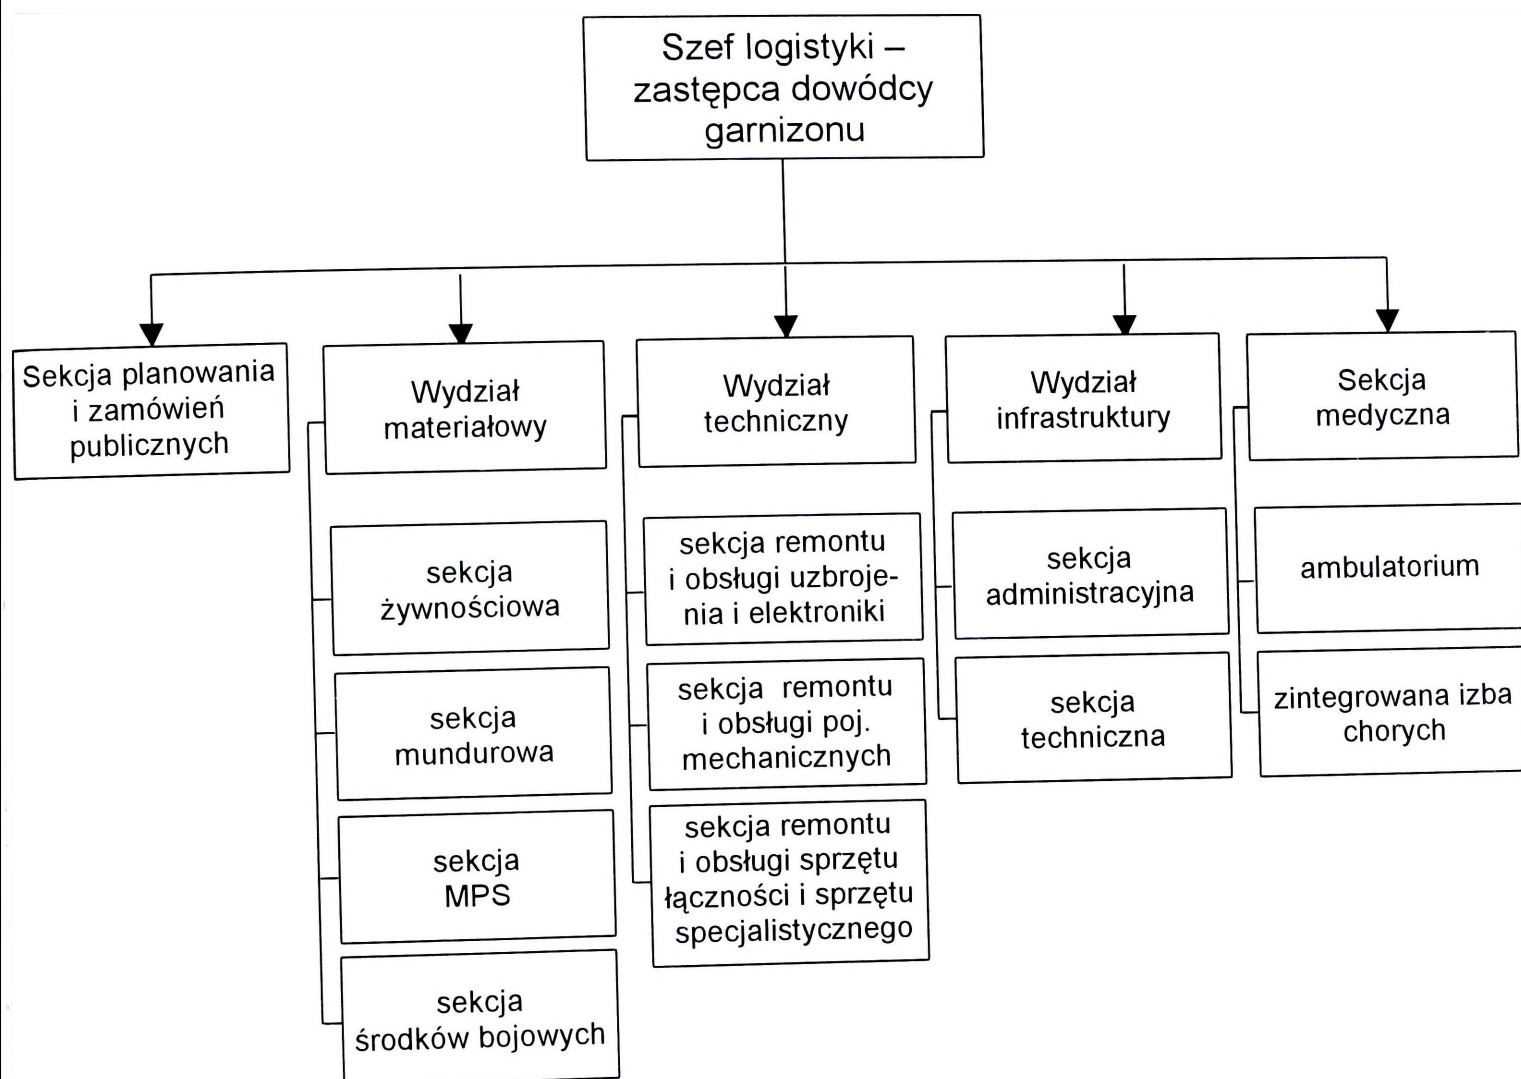 Szef logistyki –
zastępca dowódcy
garnizonu
Sekcja planowania
i zamówień
publicznych
Wydział
materiałowy
Wydział
techniczny
Wydział
infrastruktury
Sekcja
medyczna
sekcja
żywnościowa
sekcja
mundurowa
sekcja
MPS
sekcja
środków bojowych
sekcja remontu
i obsługi uzbroje-
nia i elektroniki
sekcja remontu
i obsługi poj.
mechanicznych
sekcja remontu
i obsługi sprzętu
łączności i sprzętu
specjalistycznego
sekcja
administracyjna
sekcja
techniczna
ambulatorium
zintegrowana izba
chorych